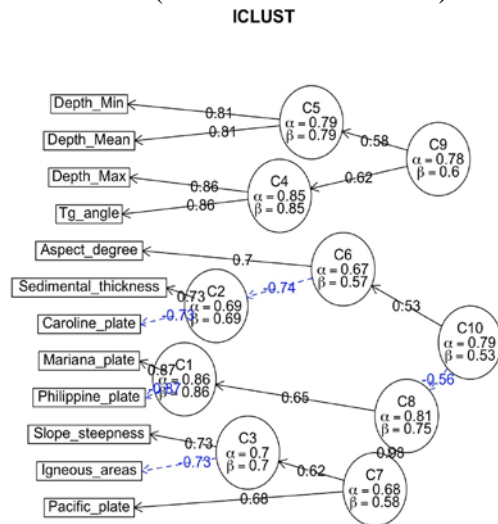 ICLUST
Depth_Min
Depth_Mean
Depth_Max
Tg_angle
Aspect_degree
Sedimental_thickness
Caroline_plate
Mariana_plate
Philippine_plate
Slope_steepness
Igneous_areas
Pacific_plate
0.81
0.81
C5
α = 0.79
β = 0.79
0.58
C9
α = 0.78
β = 0.6
0.86
0.86
C4
α = 0.85
β = 0.85
0.62
0.7
C6
α = 0.67
β = 0.57
0.73
-0.73
C2
α = 0.69
β = 0.69
-0.74
0.53
C10
α = 0.79
β = 0.53
0.87
-0.87
C1
α = 0.86
β = 0.86
0.65
-0.56
C8
α = 0.81
β = 0.75
0.73
-0.73
C3
α = 0.7
β = 0.7
0.62
0.98
C7
α = 0.68
β = 0.58
0.68